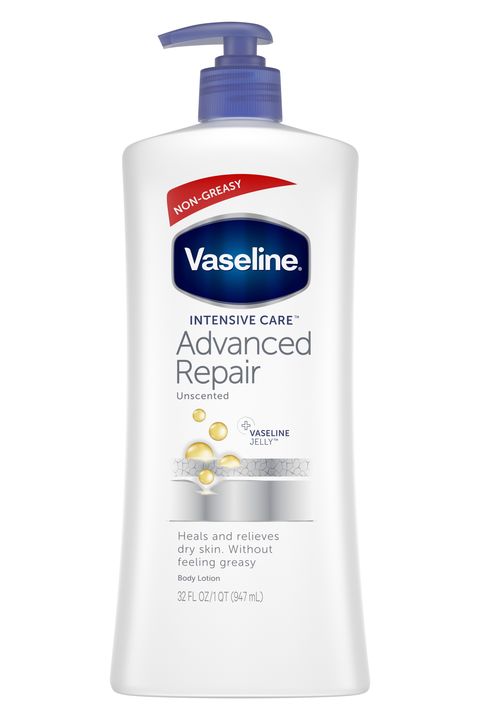 NON-GREASY
Vaseline®
INTENSIVE CARE™
Advanced
Repair
Unscented
VASELINE
JELLY™
Heals and relieves
dry skin. Without
feeling greasy
Body Lotion
32 FL OZ/1 QT (947 mL)